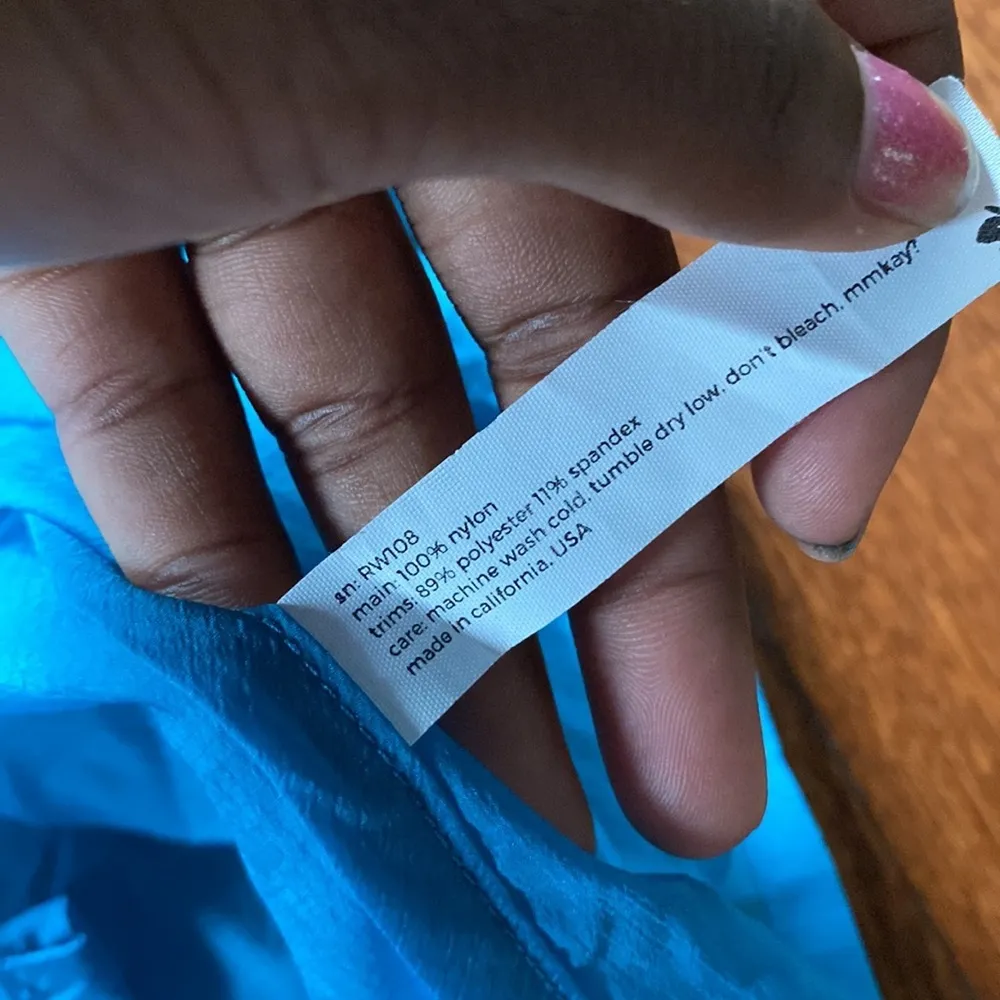 sn: RW108
main: 100% nylon
trims: 89% polyester 11% spandex
care: machine wash cold, tumble dry low, don't bleach, mmkay?
made in california, USA